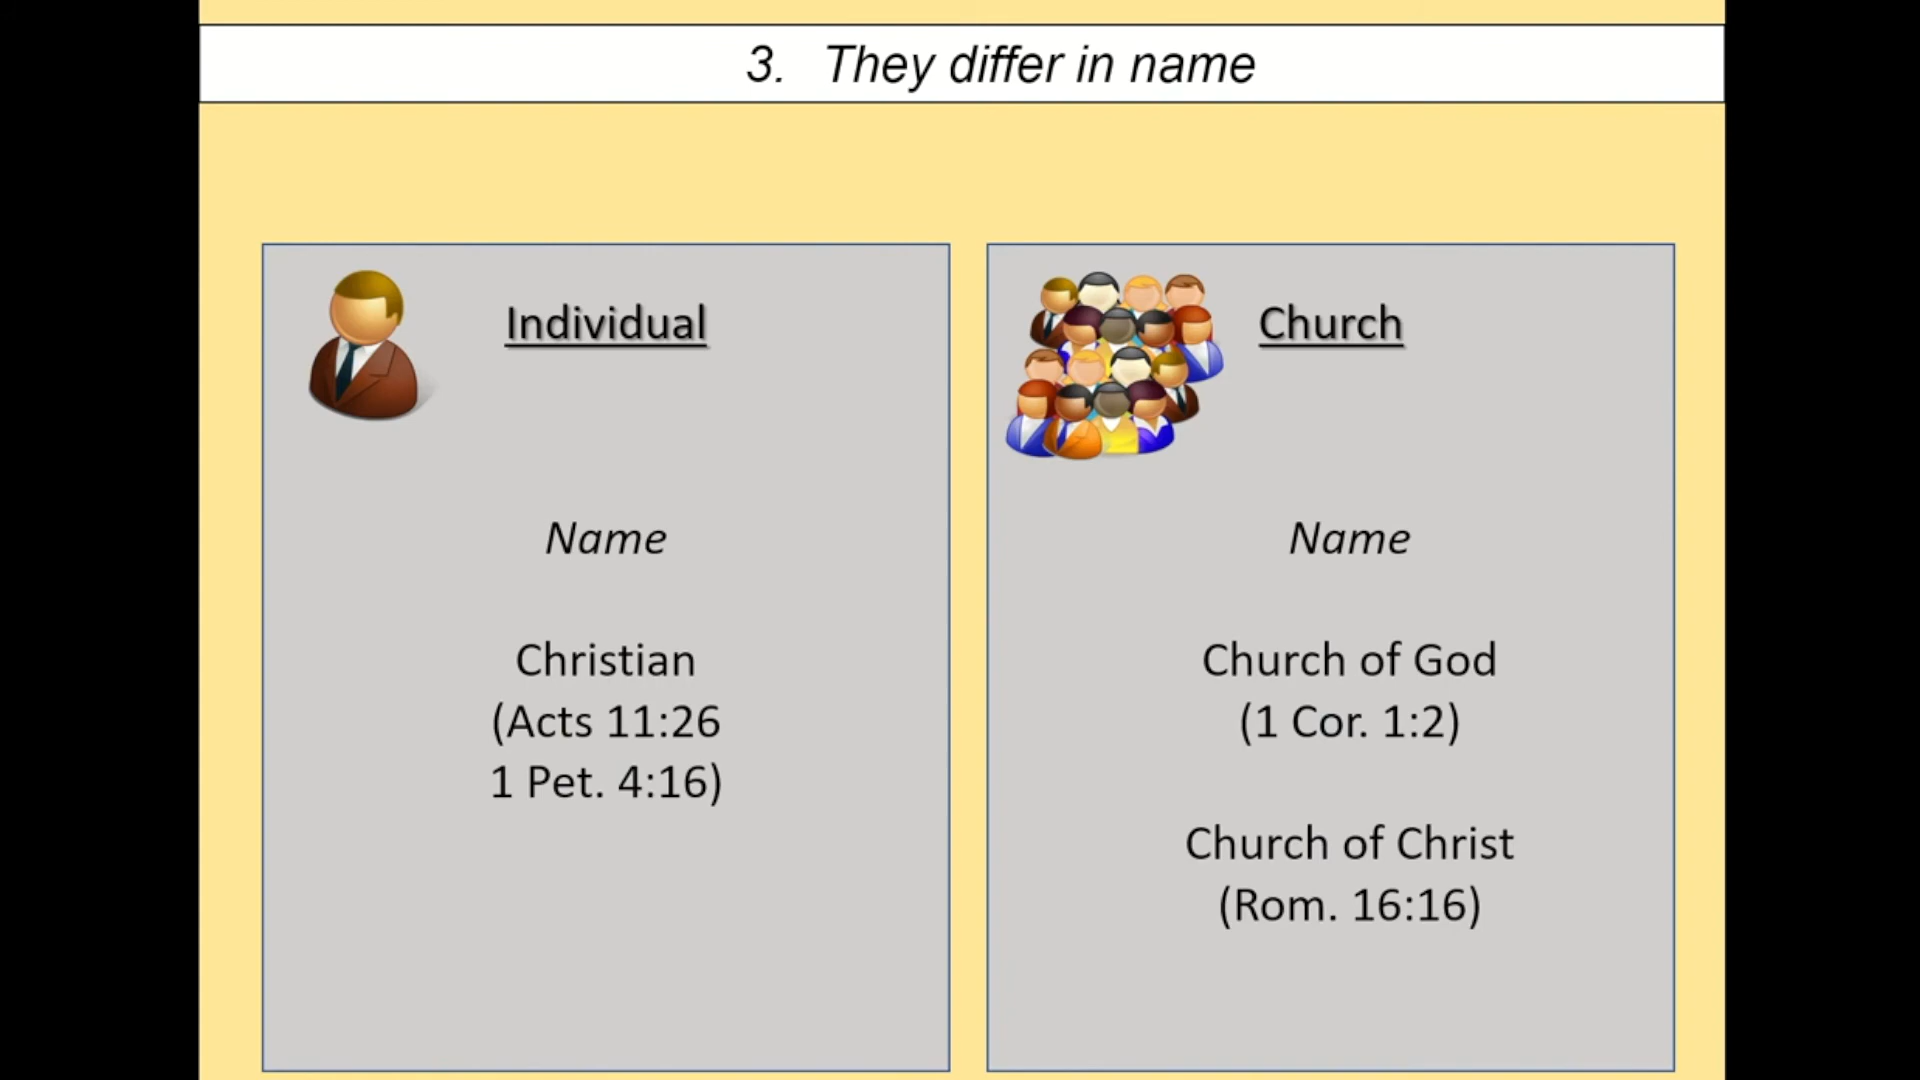 3. They differ in name
Individual
Name
Christian
(Acts 11:26
1 Pet. 4:16)
Church
Name
Church of God
(1 Cor. 1:2)
Church of Christ
(Rom. 16:16)